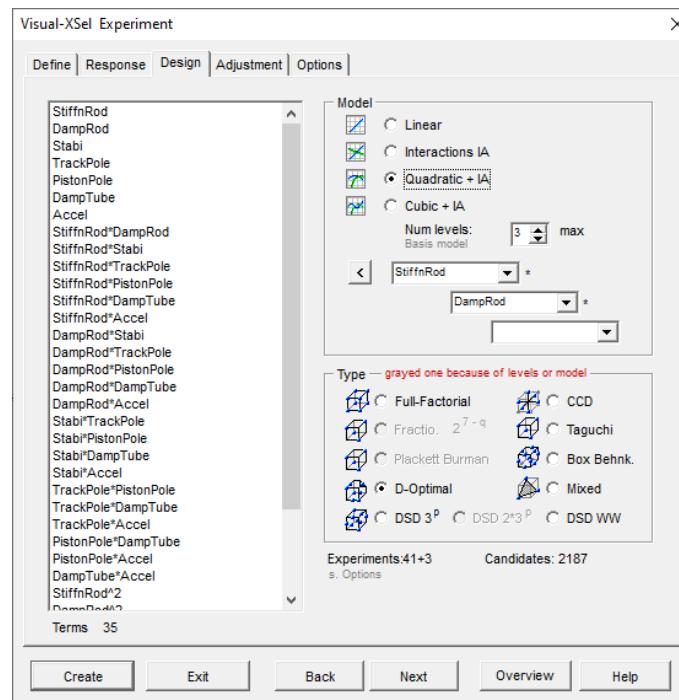 Visual-XSel Experiment
Define Response Design Adjustment Options
StiffnRod
DampRod
Stabi
TrackPole
PistonPole
DampTube
Accel
StiffnRod*DampRod
StiffnRod*Stabi
StiffnRod*TrackPole
StiffnRod*PistonPole
StiffnRod*DampTube
StiffnRod*Accel
DampRod*Stabi
DampRod*TrackPole
DampRod*PistonPole
DampRod*DampTube
DampRod*Accel
Stabi*TrackPole
Stabi*PistonPole
Stabi*DampTube
Stabi*Accel
TrackPole*PistonPole
TrackPole*DampTube
TrackPole*Accel
PistonPole*DampTube
PistonPole*Accel
DampTube*Accel
StiffnRod^2
DampRod^2
Terms 35
Model
Linear
Interactions IA
Quadratic + IA
Cubic + IA
Num levels: 3 max
Basis model
< StiffnRod *
DampRod *
Type grayed one because of levels or model
Full-Factorial CCD
Fractio. 2^7-q Taguchi
Plackett Burman Box Behnk.
D-Optimal Mixed
DSD 3^p DSD 2*3^p DSD WW
Experiments:41+3 Candidates: 2187
s. Options
Create Exit Back Next Overview Help